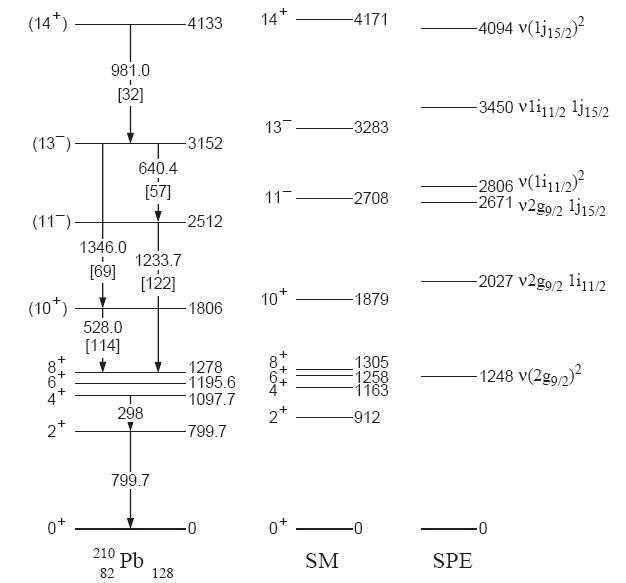 (14⁺) 4133 14⁺ 4171 4094 ν(1j₁₅/₂)²
981.0
[32]
3450 ν1i₁₁/₂ 1j₁₅/₂
(13⁻) 3152 13⁻ 3283
640.4
[57]
2806 ν(1i₁₁/₂)²
11⁻ 2708 2671 ν2g₉/₂ 1j₁₅/₂
(11⁻) 2512
1346.0 1233.7
[69] [122]
2027 ν2g₉/₂ 1i₁₁/₂
(10⁺) 1806 10⁺ 1879
528.0
[114]
8⁺ 1278 8⁺ 1305
6⁺ 1195.6 6⁺ 1258 1248 ν(2g₉/₂)²
4⁺ 1097.7 4⁺ 1163
298
2⁺ 799.7 2⁺ 912
799.7
0⁺ 0 0⁺ 0 0
²¹⁰₈₂Pb₁₂₈ SM SPE